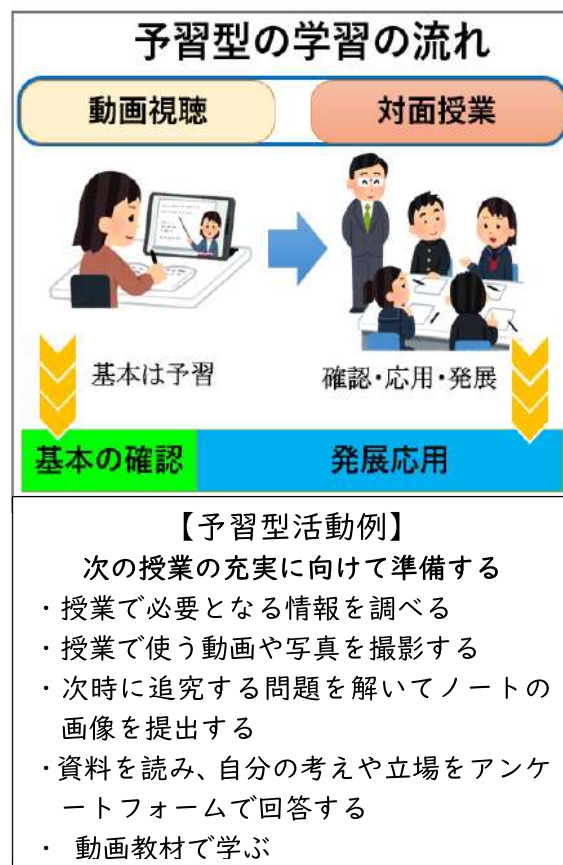 予習型の学習の流れ
動画視聴
対面授業
基本は予習
確認・応用・発展
基本の確認
発展応用
【予習型活動例】
次の授業の充実に向けて準備する
・授業で必要となる情報を調べる
・授業で使う動画や写真を撮影する
・次時に追究する問題を解いてノートの
画像を提出する
・資料を読み、自分の考えや立場をアンケ
ートフォームで回答する
・ 動画教材で学ぶ